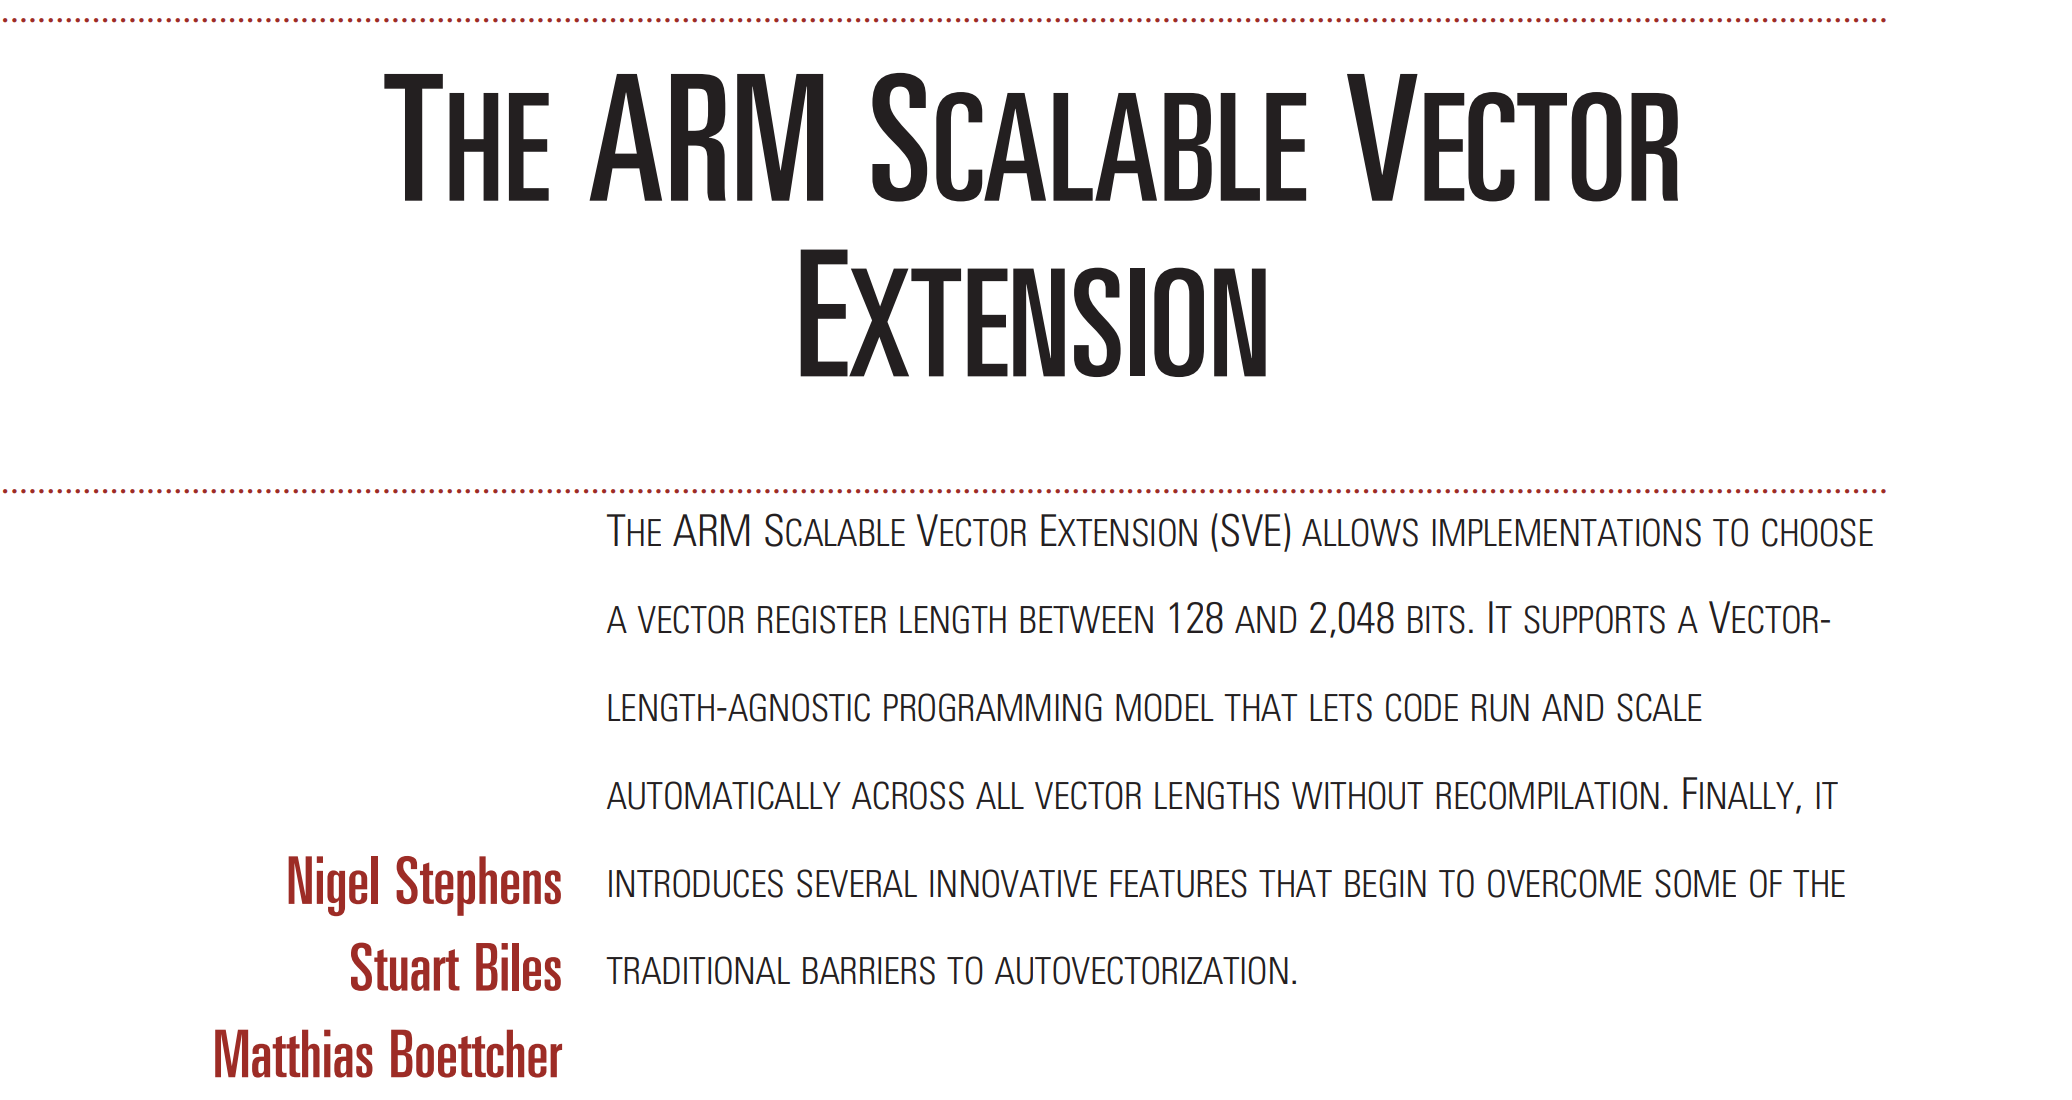 The ARM Scalable Vector
Extension
The ARM Scalable Vector Extension (SVE) allows implementations to choose
a vector register length between 128 and 2,048 bits. It supports a Vector-
length-agnostic programming model that lets code run and scale
automatically across all vector lengths without recompilation. Finally, it
introduces several innovative features that begin to overcome some of the
traditional barriers to autovectorization.
Nigel Stephens
Stuart Biles
Matthias Boettcher